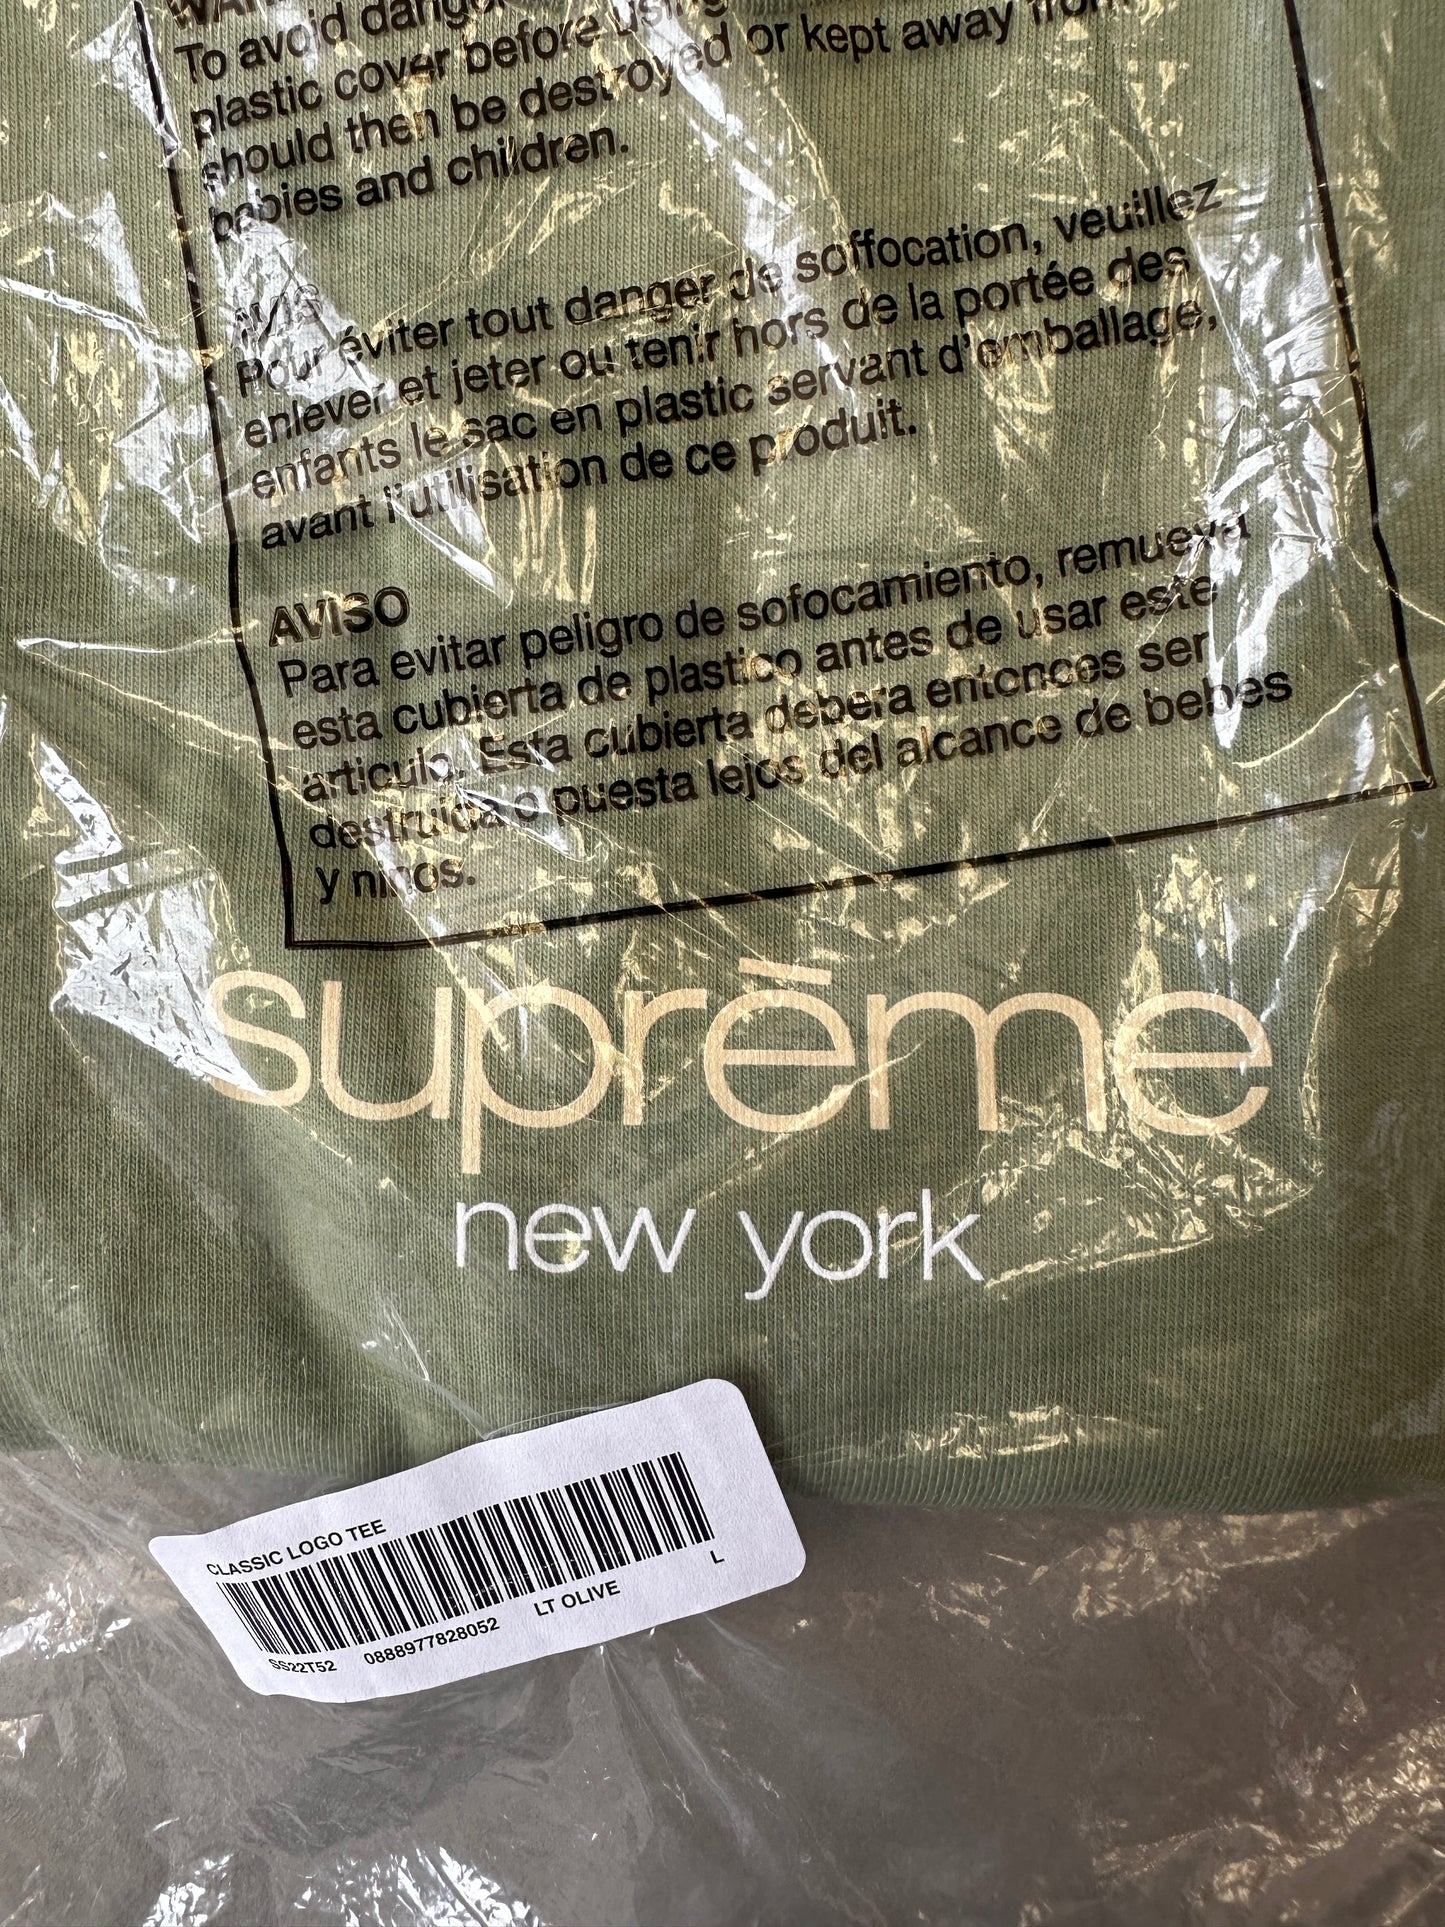 To avoid danger
plastic cover before using
should then be destroyed or kept away from
babies and children.
AVIS
Pour éviter tout danger de soffocation, veuillez
enlever et jeter ou tenir hors de la portée des
enfants le sac en plastic servant d'emballage,
avant l'utilisation de ce produit.
AVISO
Para evitar peligro de sofocamiento, remueva
esta cubierta de plastico antes de usar este
articulo. Esta cubierta debera entonces ser
destruida o puesta lejos del alcance de bebes
y ninos.
suprēme
new york
CLASSIC LOGO TEE
SS22T52 0888977828052 LT OLIVE L